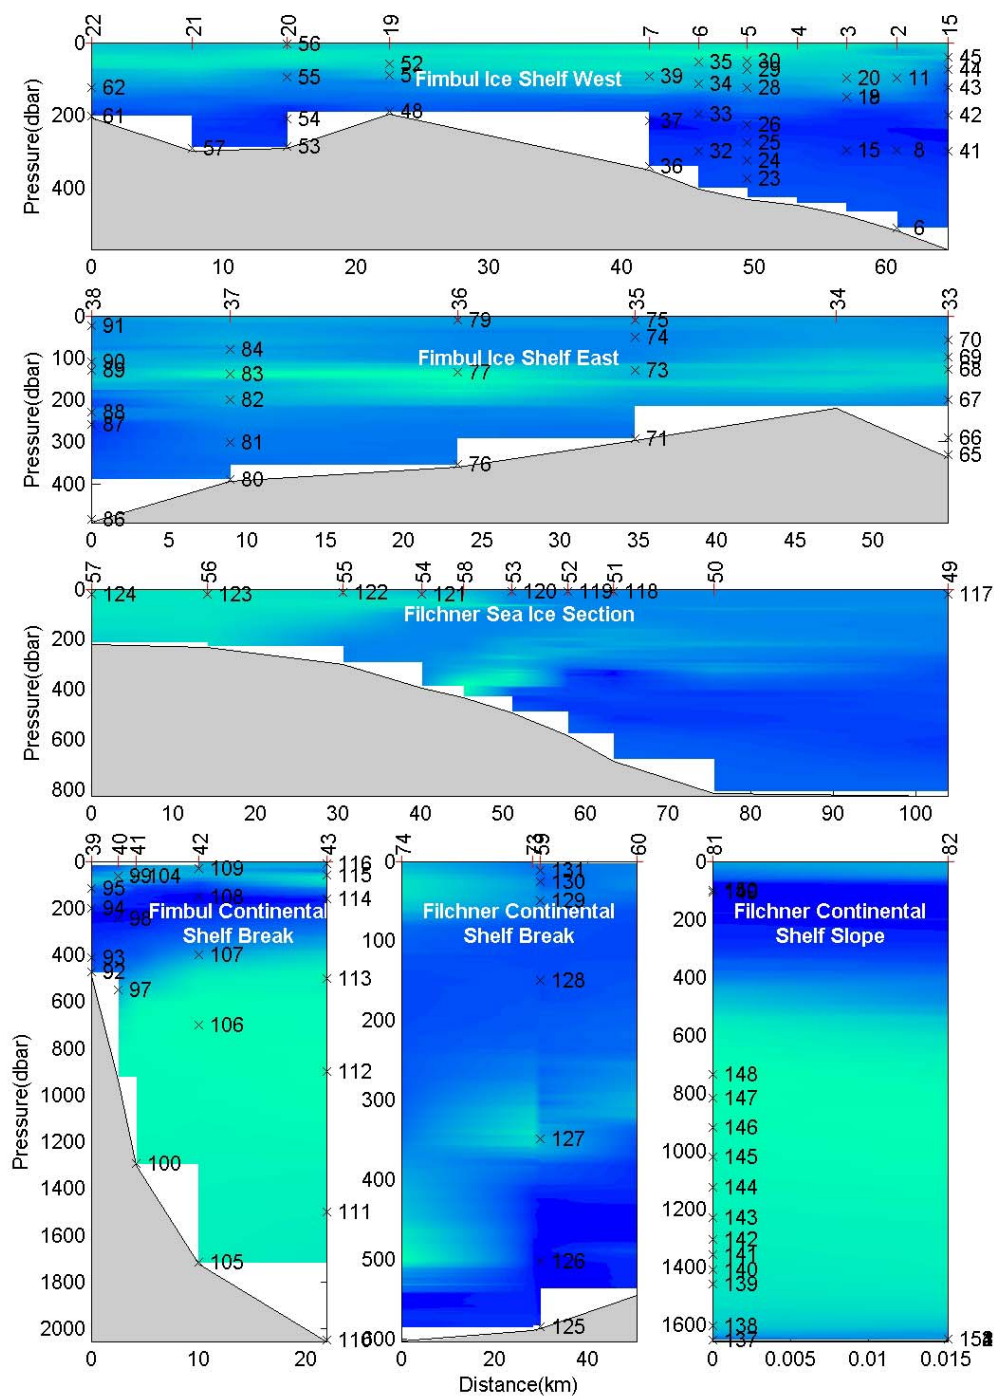 22 21 20 19 7 6 5 4 3 2 15
0
56
52
45
35 30
55 Fimbul Ice Shelf West 39 29 20 11 44
62 34 28 43
200
61 54 48 37 33 26 42
57 53 25
32 15 8 41
36 24
400
23
6
Pressure(dbar)
0 10 20 30 40 50 60
38 37 36 35 34 33
0
91 79 75
74 70
100
90 84 Fimbul Ice Shelf East 69
89 83 77 73 68
200
82 67
88
87
300
81 71 66
76 65
400
80
86
Pressure(dbar)
0 5 10 15 20 25 30 35 40 45 50
57 56 55 54 58 53 52 51 50 49
0
124 123 122 121 120 119 118 117
Filchner Sea Ice Section
200
400
600
800
Pressure(dbar)
0 10 20 30 40 50 60 70 80 90 100
39 40 41 42 43
0
99 104 109 116
95 115
200
94 108 114
98
Fimbul Continental
Shelf Break
400
93 107
92 113
97
600
106
800
112
1000
1200
100
1400
111
1600
105
1800
2000
Pressure(dbar)
0 10 20
74 59 60
0
131
130
129
100
Filchner Continental
Shelf Break
128
200
300
127
400
500
126
125
600
0 20 40
Distance(km)
81 82
0
200
Filchner Continental
Shelf Slope
400
600
148
800
147
146
1000
145
144
1200
143
142
141
1400
140
139
1600
138
137
0 0.005 0.01 0.015